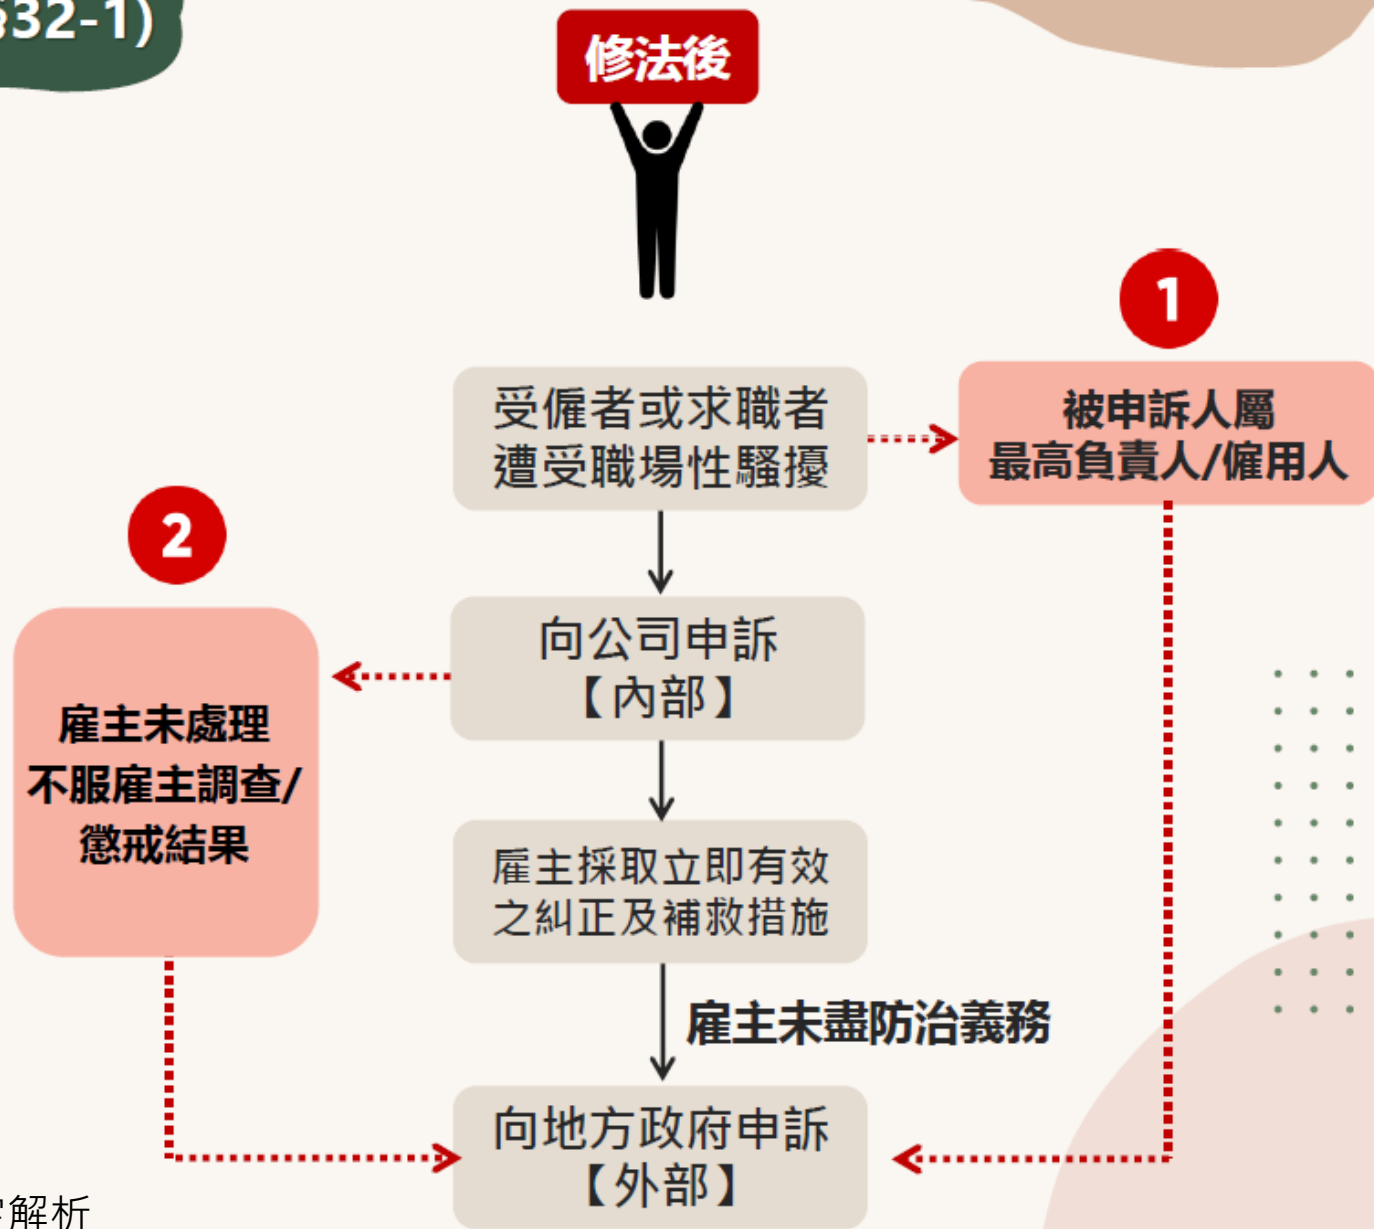 §32-1)
修法後
1
受僱者或求職者
遭受職場性騷擾
被申訴人屬
最高負責人/僱用人
2
向公司申訴
【內部】
雇主未處理
不服雇主調查/
懲戒結果
雇主採取立即有效
之糾正及補救措施
雇主未盡防治義務
向地方政府申訴
【外部】
解析